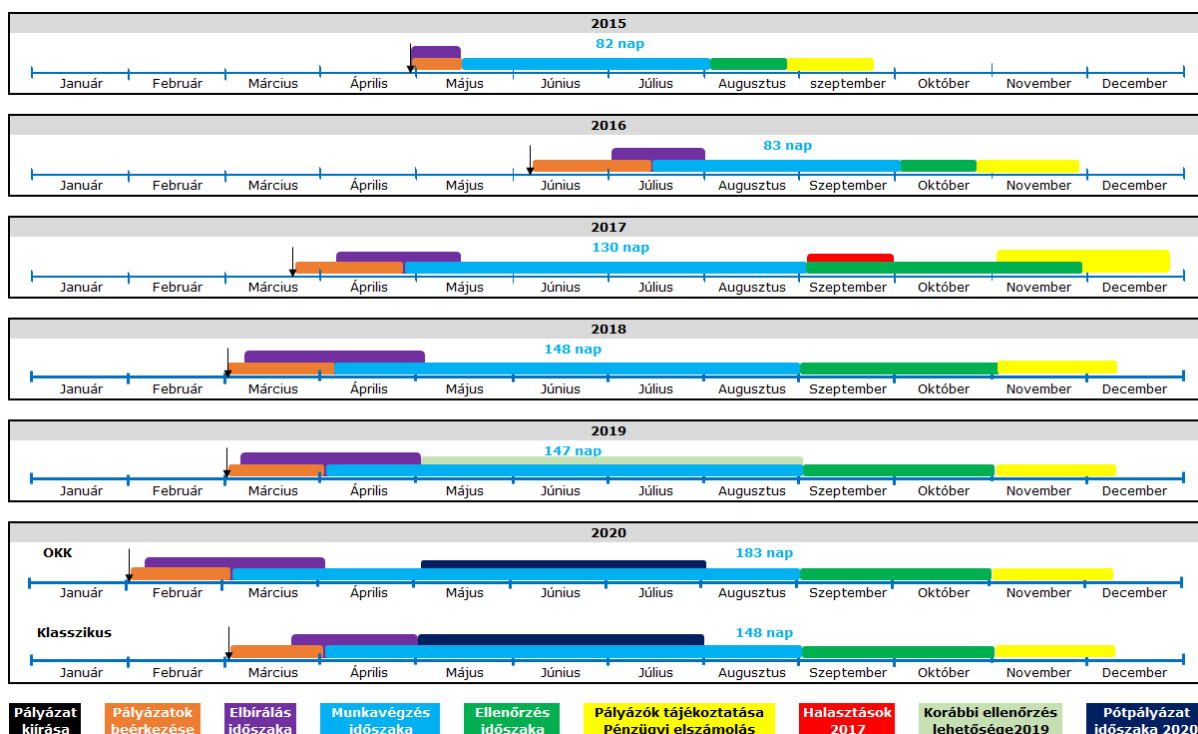 2015
82 nap
Január Február Március Április Május Június Július Augusztus szeptember Október November December
2016
83 nap
Január Február Március Április Május Június Július Augusztus Szeptember Október November December
2017
130 nap
Január Február Március Április Május Június Július Augusztus Szeptember Október November December
2018
148 nap
Január Február Március Április Május Június Július Augusztus Szeptember Október November December
2019
147 nap
Január Február Március Április Május Június Július Augusztus Szeptember Október November December
2020
OKK 183 nap
Január Február Március Április Május Június Július Augusztus Szeptember Október November December
Klasszikus 148 nap
Január Február Március Április Május Június Július Augusztus Szeptember Október November December
Pályázat
kiírása
Pályázatok
beérkezése
Elbírálás
időszaka
Munkavégzés
időszaka
Ellenőrzés
időszaka
Pályázók tájékoztatása
Pénzügyi elszámolás
Halasztások
2017
Korábbi ellenőrzés
lehetősége2019
Pótpályázat
időszaka 2020